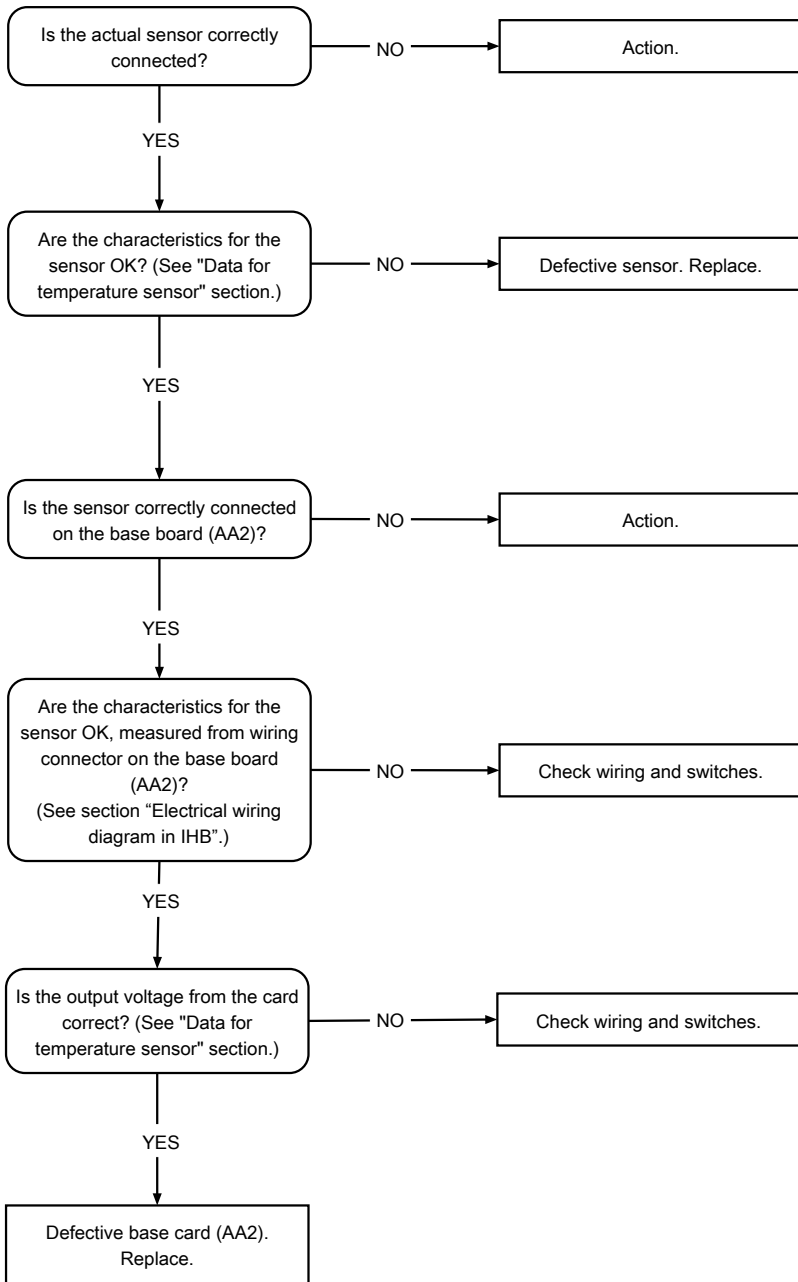 Is the actual sensor correctly
connected?
NO
Action.
YES
Are the characteristics for the
sensor OK? (See "Data for
temperature sensor" section.)
NO
Defective sensor. Replace.
YES
Is the sensor correctly connected
on the base board (AA2)?
NO
Action.
YES
Are the characteristics for the
sensor OK, measured from wiring
connector on the base board
(AA2)?
(See section “Electrical wiring
diagram in IHB”.)
NO
Check wiring and switches.
YES
Is the output voltage from the card
correct? (See "Data for
temperature sensor" section.)
NO
Check wiring and switches.
YES
Defective base card (AA2).
Replace.